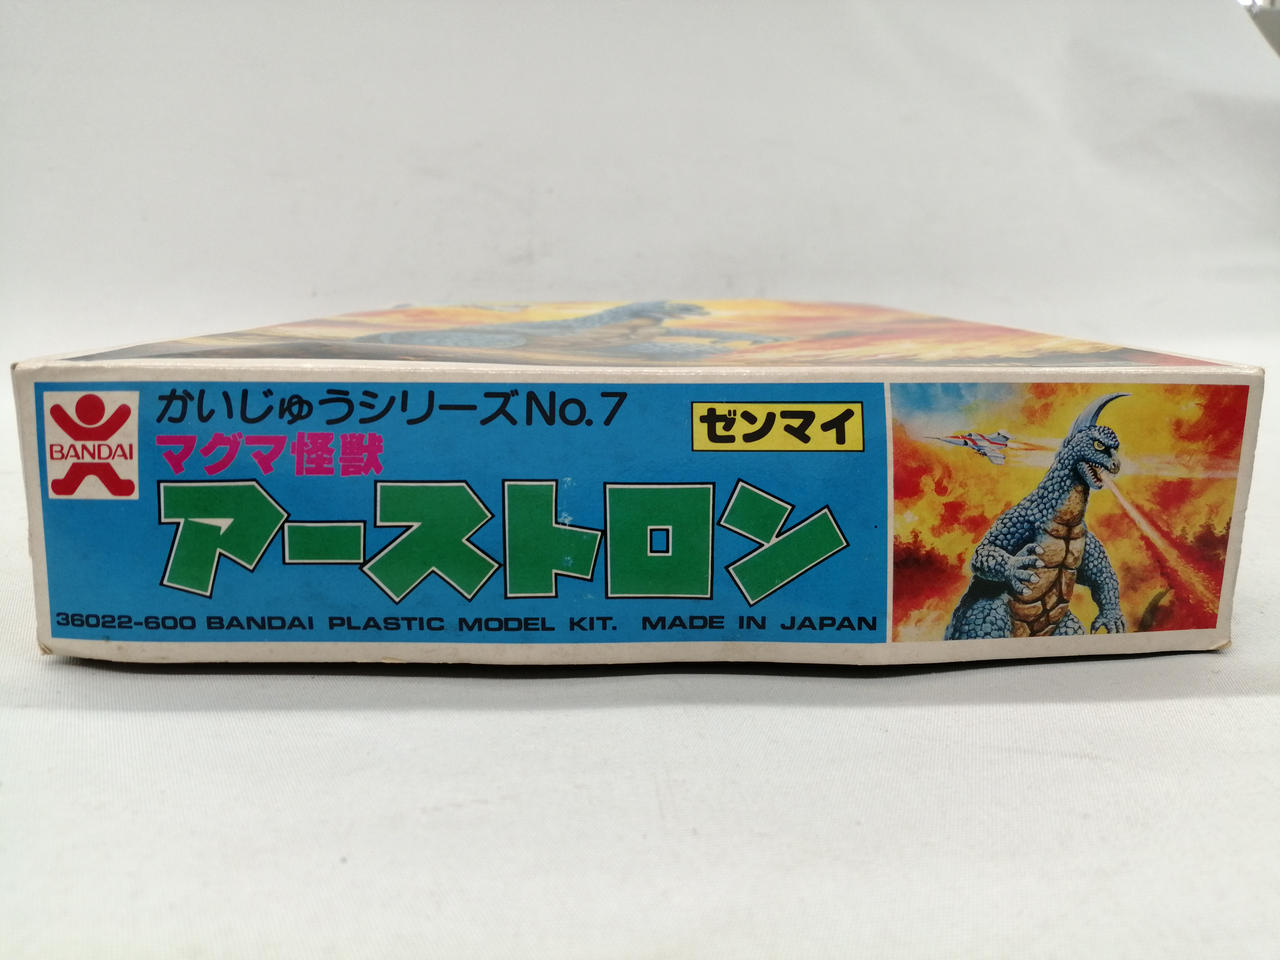 BANDAI
かいじゅうシリーズNo.7
マグマ怪獣
ゼンマイ
アーストロン
36022-600 BANDAI PLASTIC MODEL KIT. MADE IN JAPAN